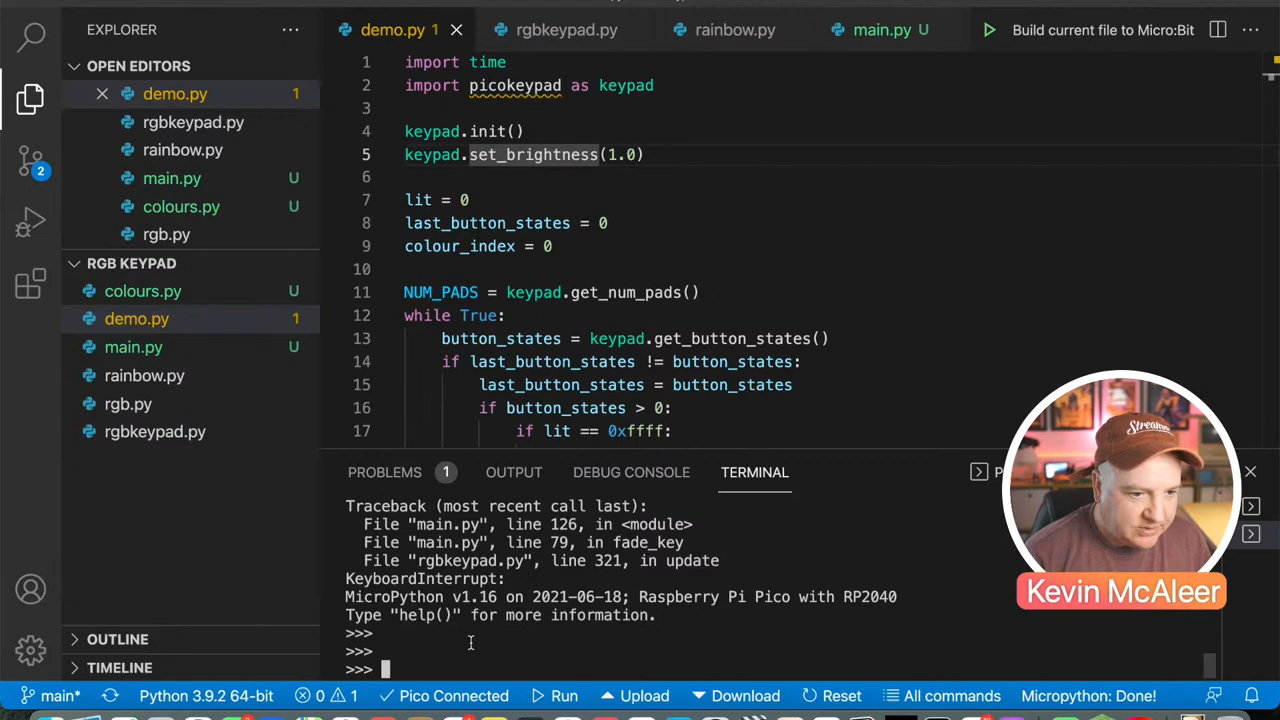 EXPLORER
demo.py 1
rgbkeypad.py
rainbow.py
main.py U
Build current file to Micro:Bit
OPEN EDITORS
demo.py 1
rgbkeypad.py
rainbow.py
main.py U
colours.py U
rgb.py
2
RGB KEYPAD
colours.py U
demo.py 1
main.py U
rainbow.py
rgb.py
rgbkeypad.py
OUTLINE
TIMELINE
1 import time
2 import picokeypad as keypad
3
4 keypad.init()
5 keypad.set_brightness(1.0)
6
7 lit = 0
8 last_button_states = 0
9 colour_index = 0
10
11 NUM_PADS = keypad.get_num_pads()
12 while True:
13 button_states = keypad.get_button_states()
14 if last_button_states != button_states:
15 last_button_states = button_states
16 if button_states > 0:
17 if lit == 0xffff:
PROBLEMS 1 OUTPUT DEBUG CONSOLE TERMINAL
Traceback (most recent call last):
File "main.py", line 126, in <module>
File "main.py", line 79, in fade_key
File "rgbkeypad.py", line 321, in update
KeyboardInterrupt:
MicroPython v1.16 on 2021-06-18; Raspberry Pi Pico with RP2040
Type "help()" for more information.
>>>
>>>
>>>
Streams
Kevin McAleer
main* Python 3.9.2 64-bit 0 1 Pico Connected Run Upload Download Reset All commands Micropython: Done!